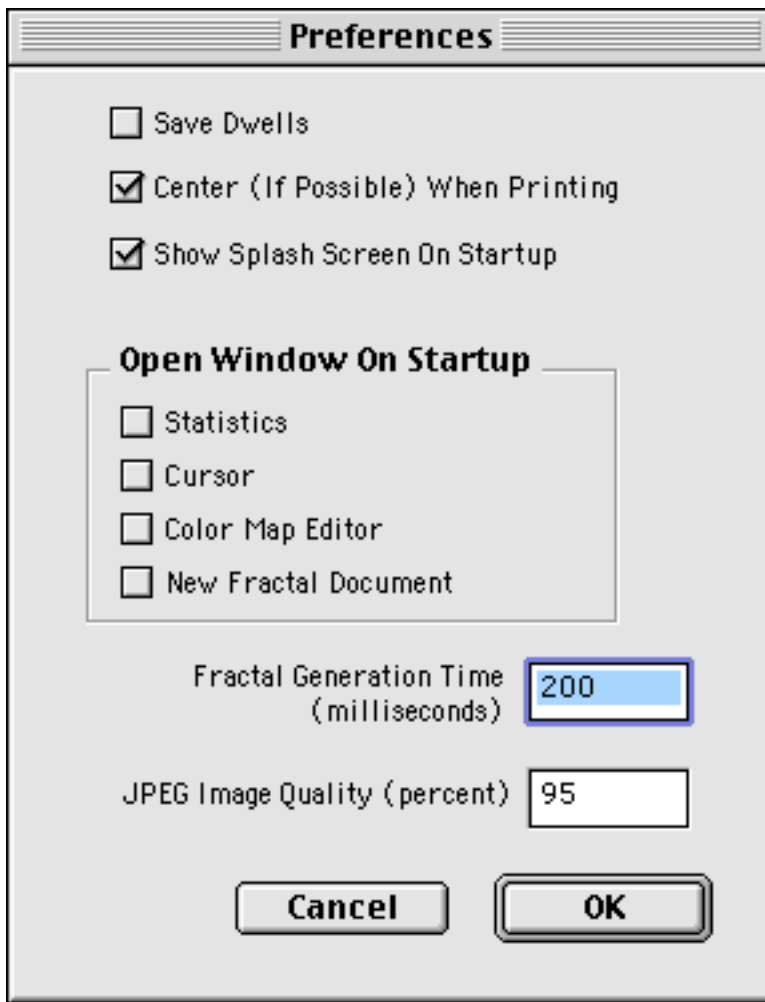 Preferences
Save Dwells
Center (If Possible) When Printing
Show Splash Screen On Startup
Open Window On Startup
Statistics
Cursor
Color Map Editor
New Fractal Document
Fractal Generation Time
(milliseconds)
200
JPEG Image Quality (percent)
95
Cancel
OK